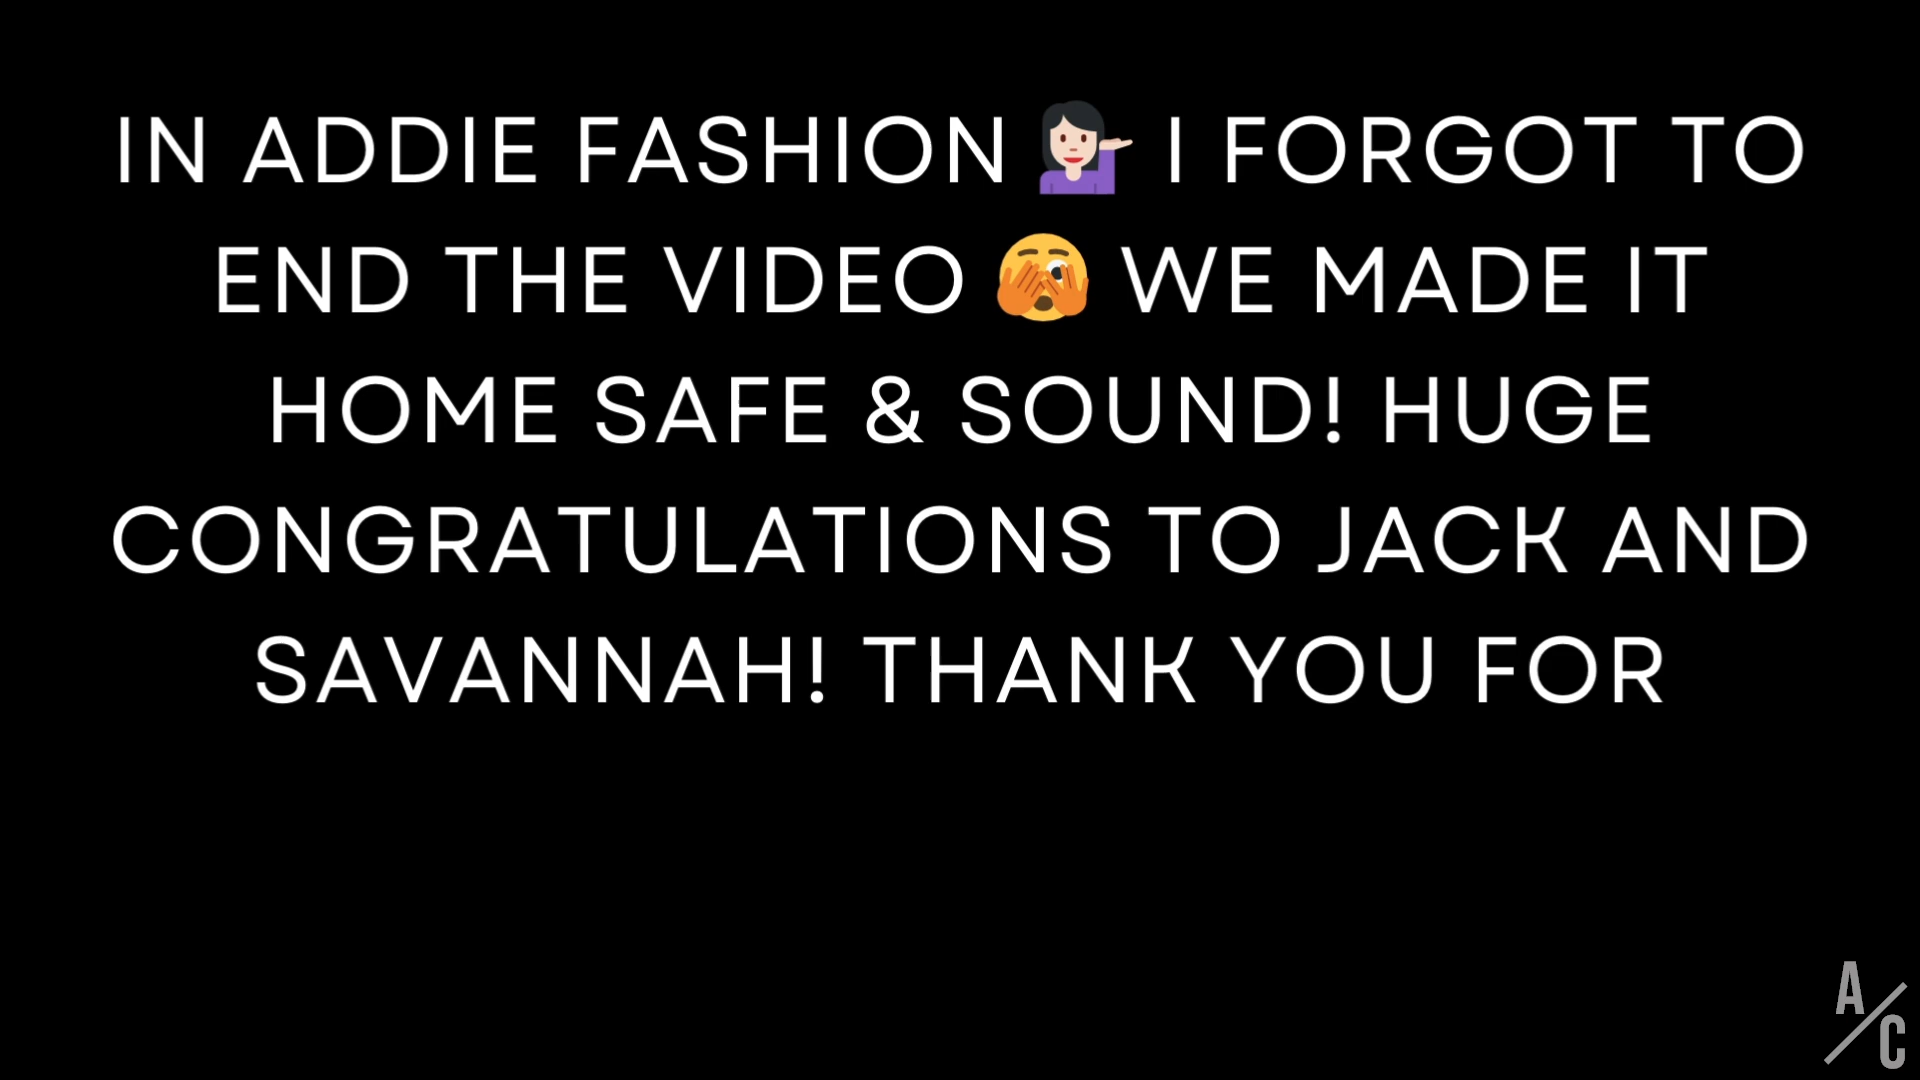 IN ADDIE FASHION 💁🏻‍♀️ I FORGOT TO
END THE VIDEO 🫣 WE MADE IT
HOME SAFE & SOUND! HUGE
CONGRATULATIONS TO JACK AND
SAVANNAH! THANK YOU FOR
A/C